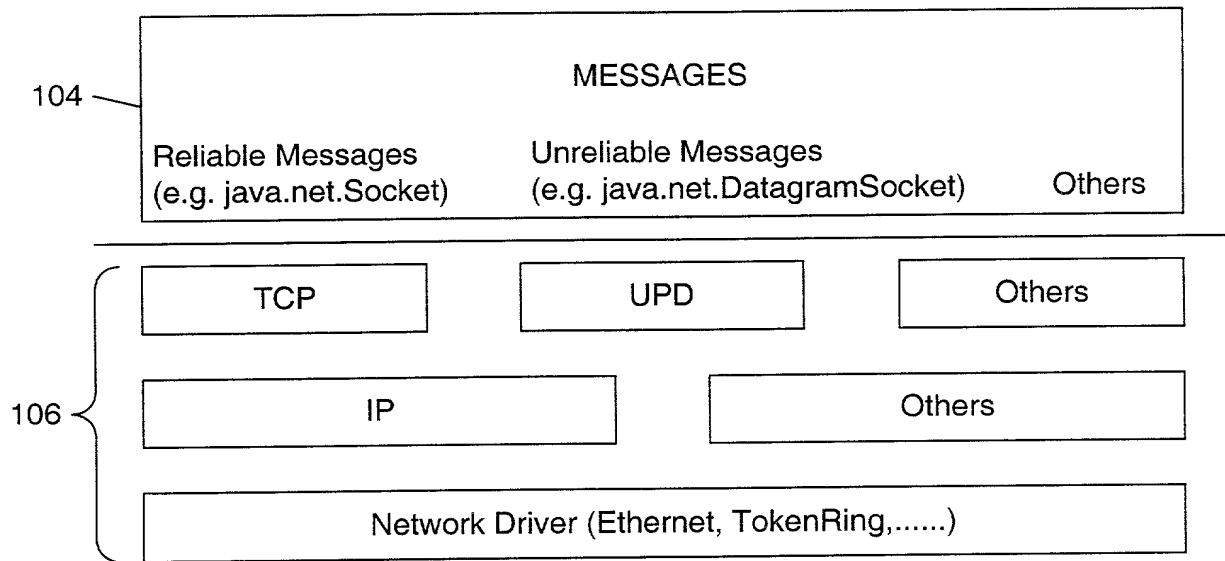 MESSAGES
104
Reliable Messages
(e.g. java.net.Socket)
Unreliable Messages
(e.g. java.net.DatagramSocket)
Others
TCP
UPD
Others
106
IP
Others
Network Driver (Ethernet, TokenRing,......)